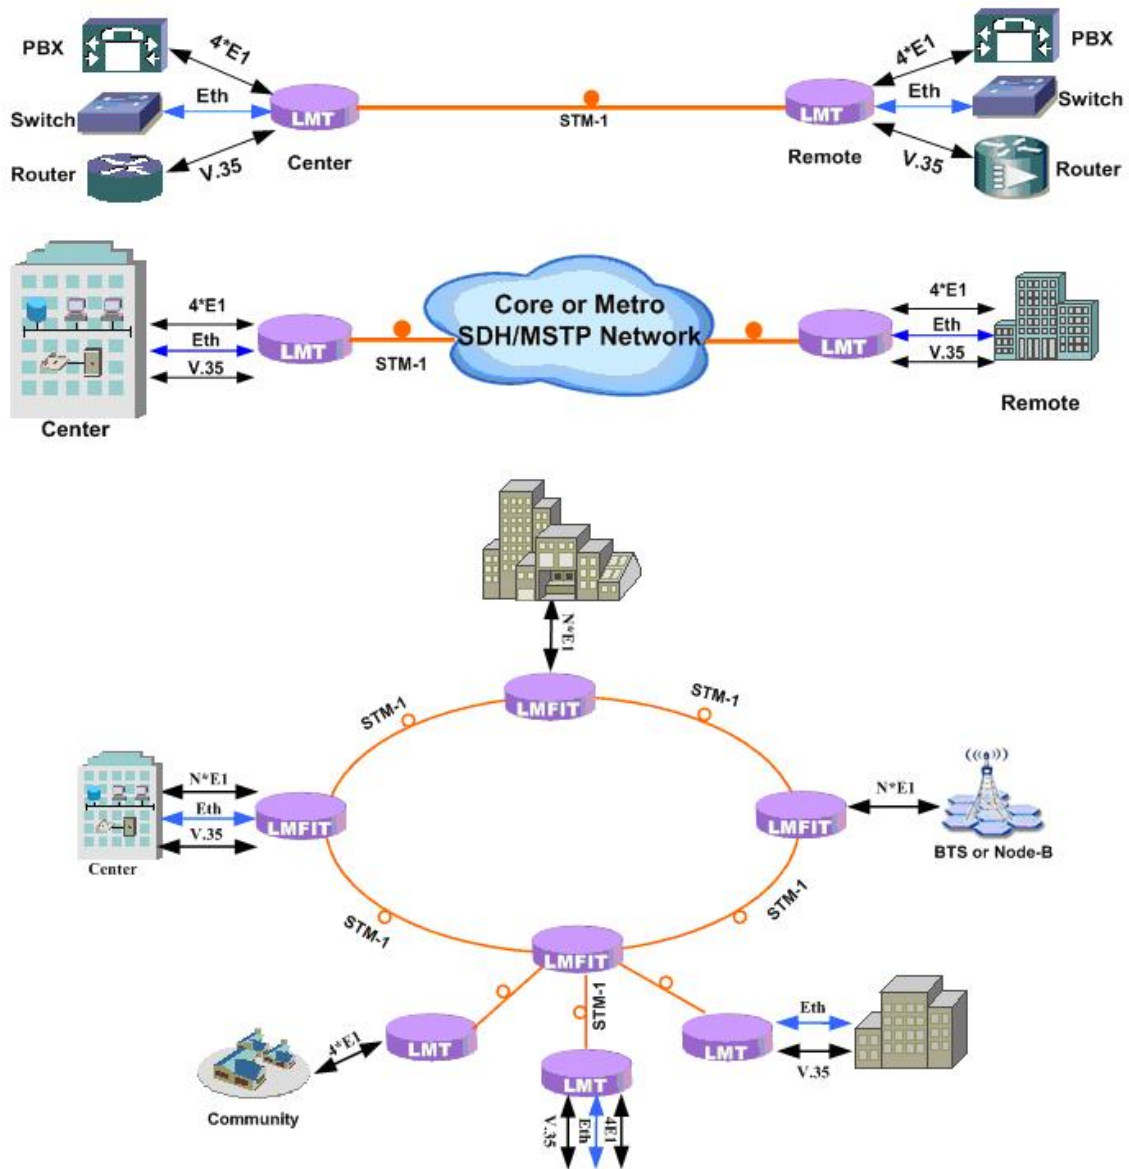 PBX
4*E1
4*E1
PBX
Switch
Eth
LMT
STM-1
LMT
Eth
Switch
Router
V.35
Center
Remote
V.35
Router
Core or Metro
SDH/MSTP Network
4*E1
Eth
V.35
LMT
STM-1
LMT
4*E1
Eth
V.35
Center
Remote
N*E1
LMFIT
STM-1
STM-1
N*E1
Eth
V.35
Center
LMFIT
LMFIT
N*E1
BTS or Node-B
STM-1
STM-1
LMFIT
STM-1
4*E1
LMT
LMT
Eth
V.35
Community
LMT
V.35
Eth
4E1